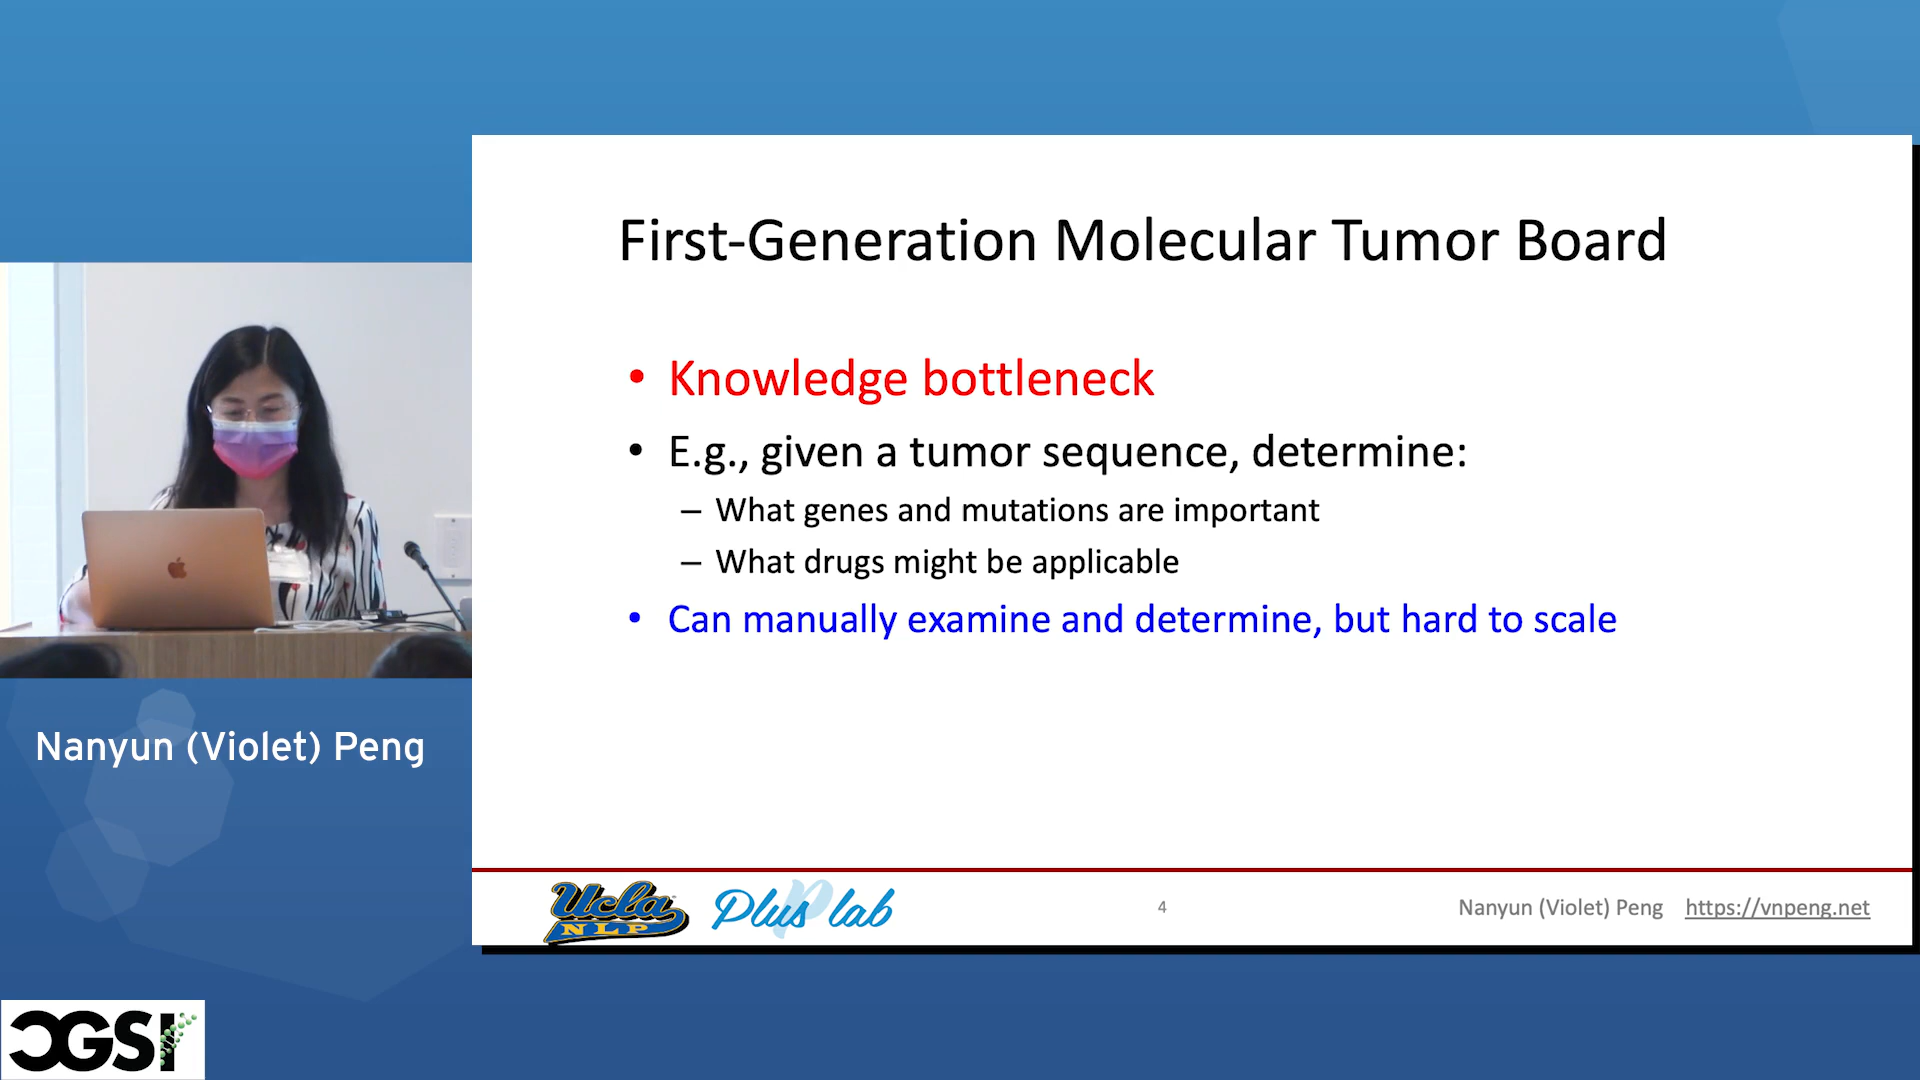 First-Generation Molecular Tumor Board
• Knowledge bottleneck
• E.g., given a tumor sequence, determine:
– What genes and mutations are important
– What drugs might be applicable
• Can manually examine and determine, but hard to scale
Nanyun (Violet) Peng
Ucla NLP
Plus lab
4
Nanyun (Violet) Peng https://vnpeng.net
CGSI